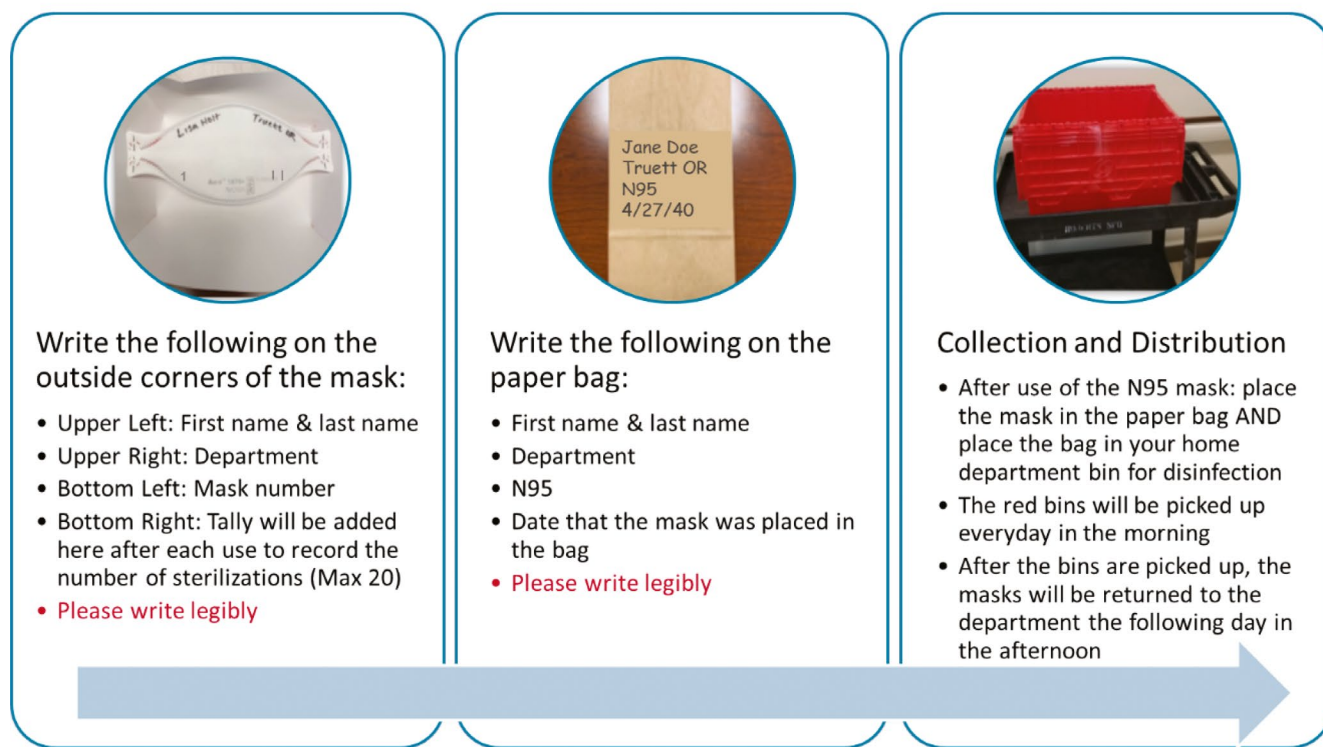 Lisa Holt
Truett OR
1
II
Write the following on the
outside corners of the mask:
• Upper Left: First name & last name
• Upper Right: Department
• Bottom Left: Mask number
• Bottom Right: Tally will be added
here after each use to record the
number of sterilizations (Max 20)
• Please write legibly
Jane Doe
Truett OR
N95
4/27/40
Write the following on the
paper bag:
• First name & last name
• Department
• N95
• Date that the mask was placed in
the bag
• Please write legibly
Collection and Distribution
• After use of the N95 mask: place
the mask in the paper bag AND
place the bag in your home
department bin for disinfection
• The red bins will be picked up
everyday in the morning
• After the bins are picked up, the
masks will be returned to the
department the following day in
the afternoon